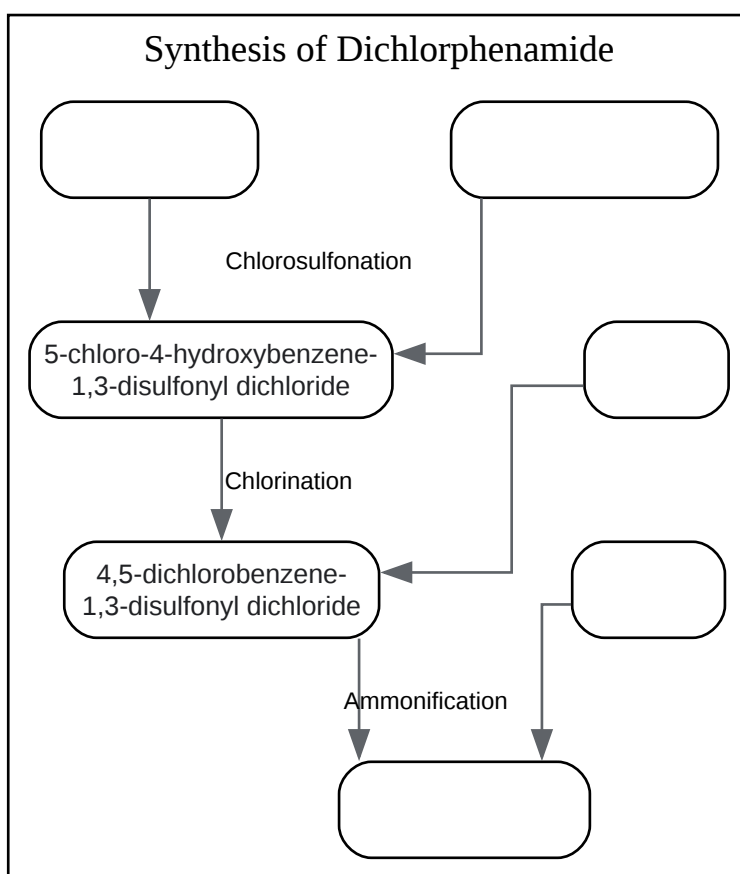 Synthesis of Dichlorphenamide
Chlorosulfonation
5-chloro-4-hydroxybenzene-
1,3-disulfonyl dichloride
Chlorination
4,5-dichlorobenzene-
1,3-disulfonyl dichloride
Ammonification